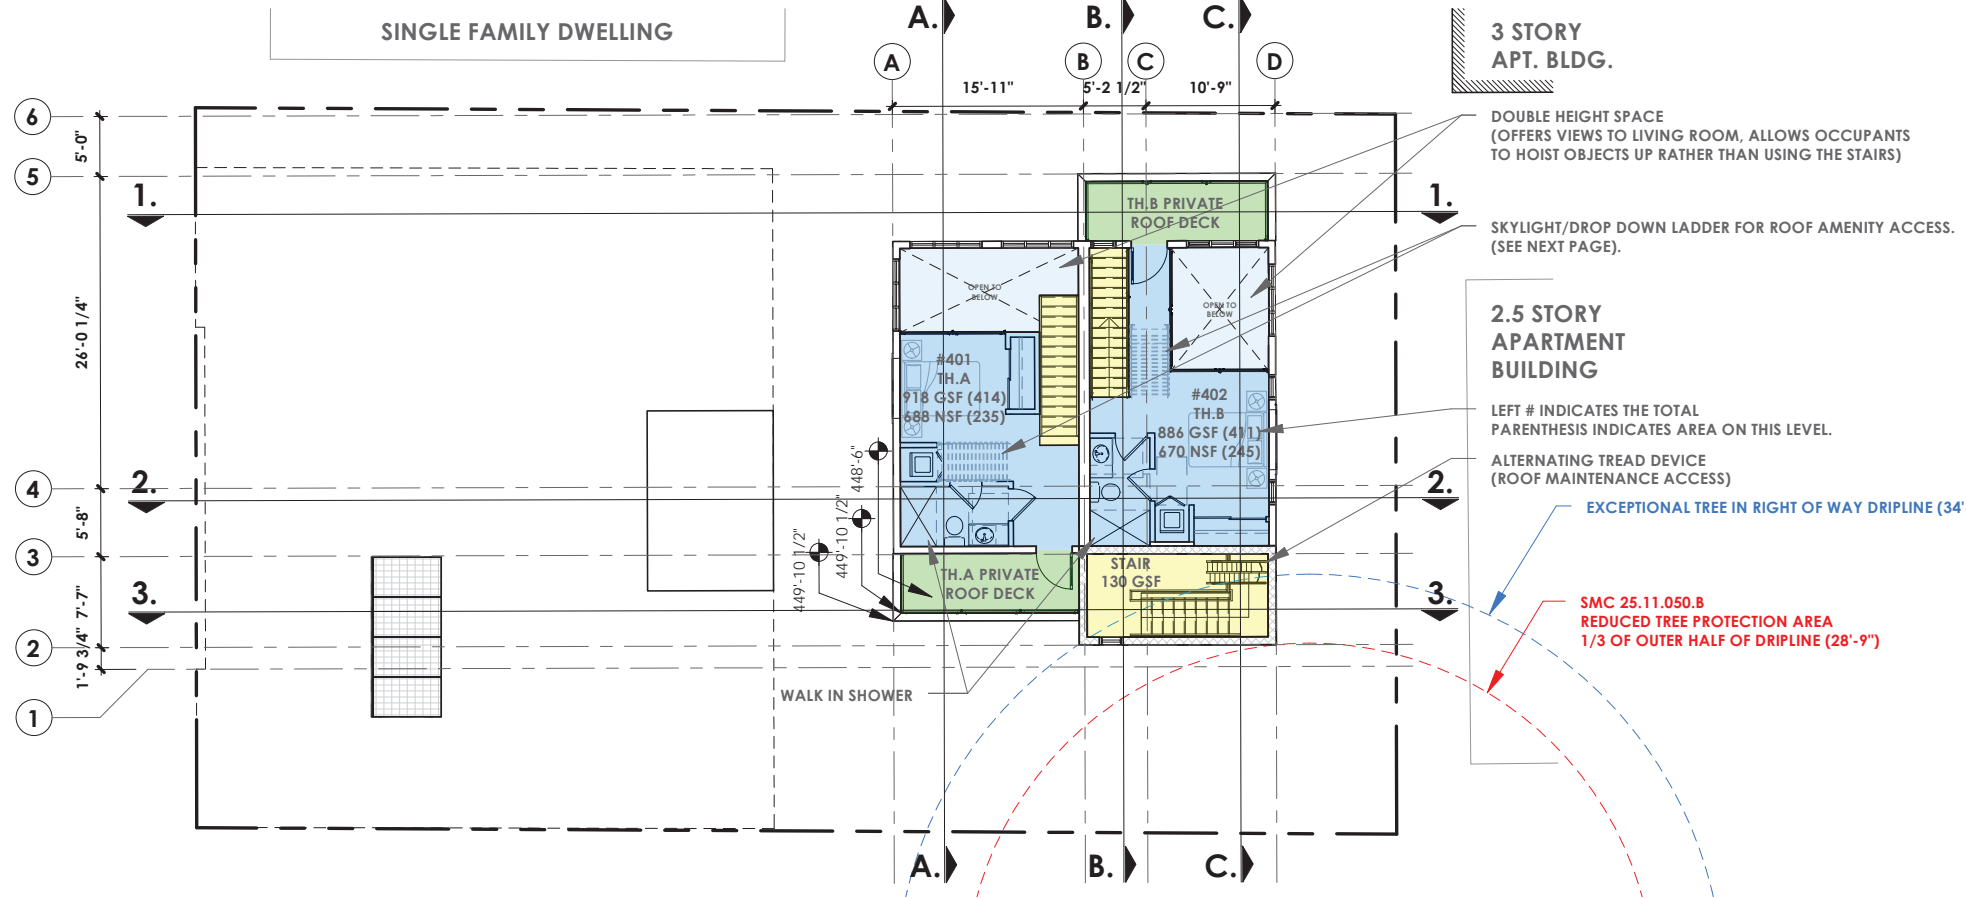 SINGLE FAMILY DWELLING
A.
B.
C.
3 STORY
APT. BLDG.
A
B
C
D
15'-11"
5'-2 1/2"
10'-9"
6
5'-0"
5
DOUBLE HEIGHT SPACE
(OFFERS VIEWS TO LIVING ROOM, ALLOWS OCCUPANTS
TO HOIST OBJECTS UP RATHER THAN USING THE STAIRS)
1.
1.
TH.B PRIVATE
ROOF DECK
SKYLIGHT/DROP DOWN LADDER FOR ROOF AMENITY ACCESS.
(SEE NEXT PAGE).
OPEN TO
BELOW
OPEN TO
BELOW
26'-0 1/4"
2.5 STORY
APARTMENT
BUILDING
#401
TH.A
918 GSF (414)
688 NSF (235)
#402
TH.B
886 GSF (411)
670 NSF (245)
LEFT # INDICATES THE TOTAL
PARENTHESIS INDICATES AREA ON THIS LEVEL.
ALTERNATING TREAD DEVICE
(ROOF MAINTENANCE ACCESS)
448'-6"
449'-10 1/2"
449'-10 1/2"
4
2.
2.
EXCEPTIONAL TREE IN RIGHT OF WAY DRIPLINE (34'
5'-8"
3
STAIR
130 GSF
TH.A PRIVATE
ROOF DECK
7'-7"
3.
3.
SMC 25.11.050.B
REDUCED TREE PROTECTION AREA
1/3 OF OUTER HALF OF DRIPLINE (28'-9")
2
1'-9 3/4"
WALK IN SHOWER
1
A.
B.
C.